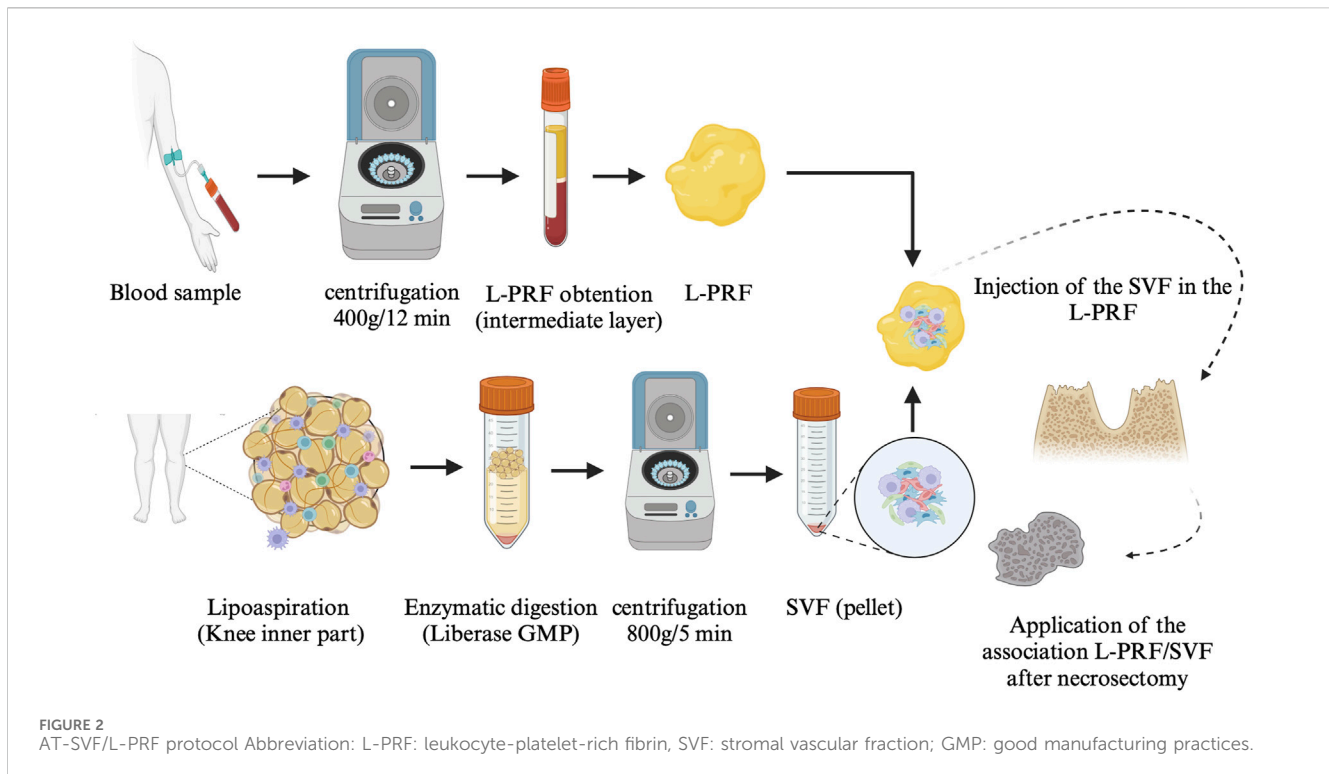 Blood sample
centrifugation
400g/12 min
L-PRF obtention
(intermediate layer)
L-PRF
Injection of the SVF in the
L-PRF
Lipoaspiration
(Knee inner part)
Enzymatic digestion
(Liberase GMP)
centrifugation
800g/5 min
SVF (pellet)
Application of the
association L-PRF/SVF
after necrosectomy
FIGURE 2
AT-SVF/L-PRF protocol Abbreviation: L-PRF: leukocyte-platelet-rich fibrin, SVF: stromal vascular fraction; GMP: good manufacturing practices.